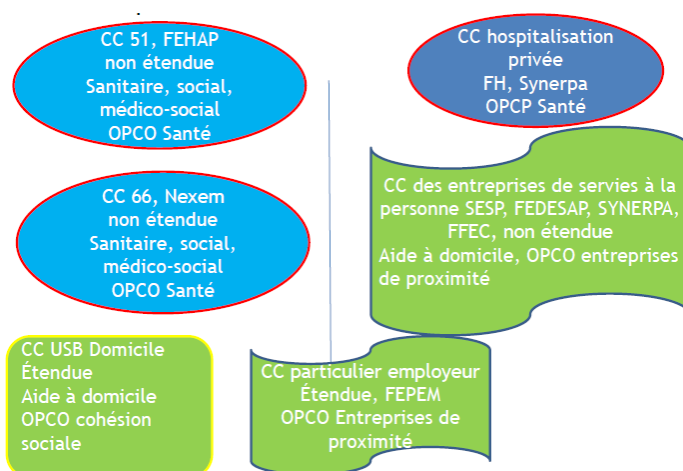 CC 51, FEHAP
non étendue
Sanitaire, social,
médico-social
OPCO Santé
CC hospitalisation
privée
FH, Synerpa
OPCP Santé
CC 66, Nexem
non étendue
Sanitaire, social,
médico-social
OPCO Santé
CC des entreprises de servies à la
personne SESP, FEDESAP, SYNERPA,
FFEC, non étendue
Aide à domicile, OPCO entreprises
de proximité
CC USB Domicile
Étendue
Aide à domicile
OPCO cohésion
sociale
CC particulier employeur
Étendue, FEPEM
OPCO Entreprises de
proximité